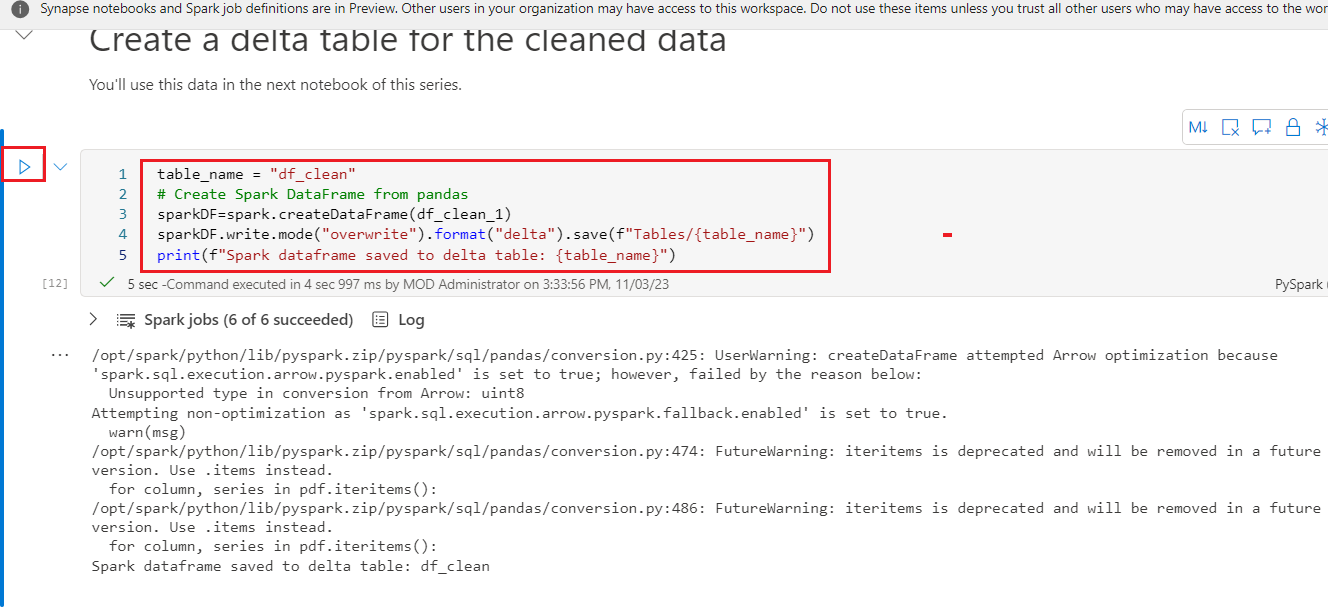 Synapse notebooks and Spark job definitions are in Preview. Other users in your organization may have access to this workspace. Do not use these items unless you trust all other users who may have access to the
Create a delta table for the cleaned data
You'll use this data in the next notebook of this series.
M↓
1 table_name = "df_clean"
2 # Create Spark DataFrame from pandas
3 sparkDF=spark.createDataFrame(df_clean_1)
4 sparkDF.write.mode("overwrite").format("delta").save(f"Tables/{table_name}")
5 print(f"Spark dataframe saved to delta table: {table_name}")
[12] 5 sec -Command executed in 4 sec 997 ms by MOD Administrator on 3:33:56 PM, 11/03/23 PySpark
Spark jobs (6 of 6 succeeded) Log
/opt/spark/python/lib/pyspark.zip/pyspark/sql/pandas/conversion.py:425: UserWarning: createDataFrame attempted Arrow optimization because
'spark.sql.execution.arrow.pyspark.enabled' is set to true; however, failed by the reason below:
Unsupported type in conversion from Arrow: uint8
Attempting non-optimization as 'spark.sql.execution.arrow.pyspark.fallback.enabled' is set to true.
warn(msg)
/opt/spark/python/lib/pyspark.zip/pyspark/sql/pandas/conversion.py:474: FutureWarning: iteritems is deprecated and will be removed in a future
version. Use .items instead.
for column, series in pdf.iteritems():
/opt/spark/python/lib/pyspark.zip/pyspark/sql/pandas/conversion.py:486: FutureWarning: iteritems is deprecated and will be removed in a future
version. Use .items instead.
for column, series in pdf.iteritems():
Spark dataframe saved to delta table: df_clean